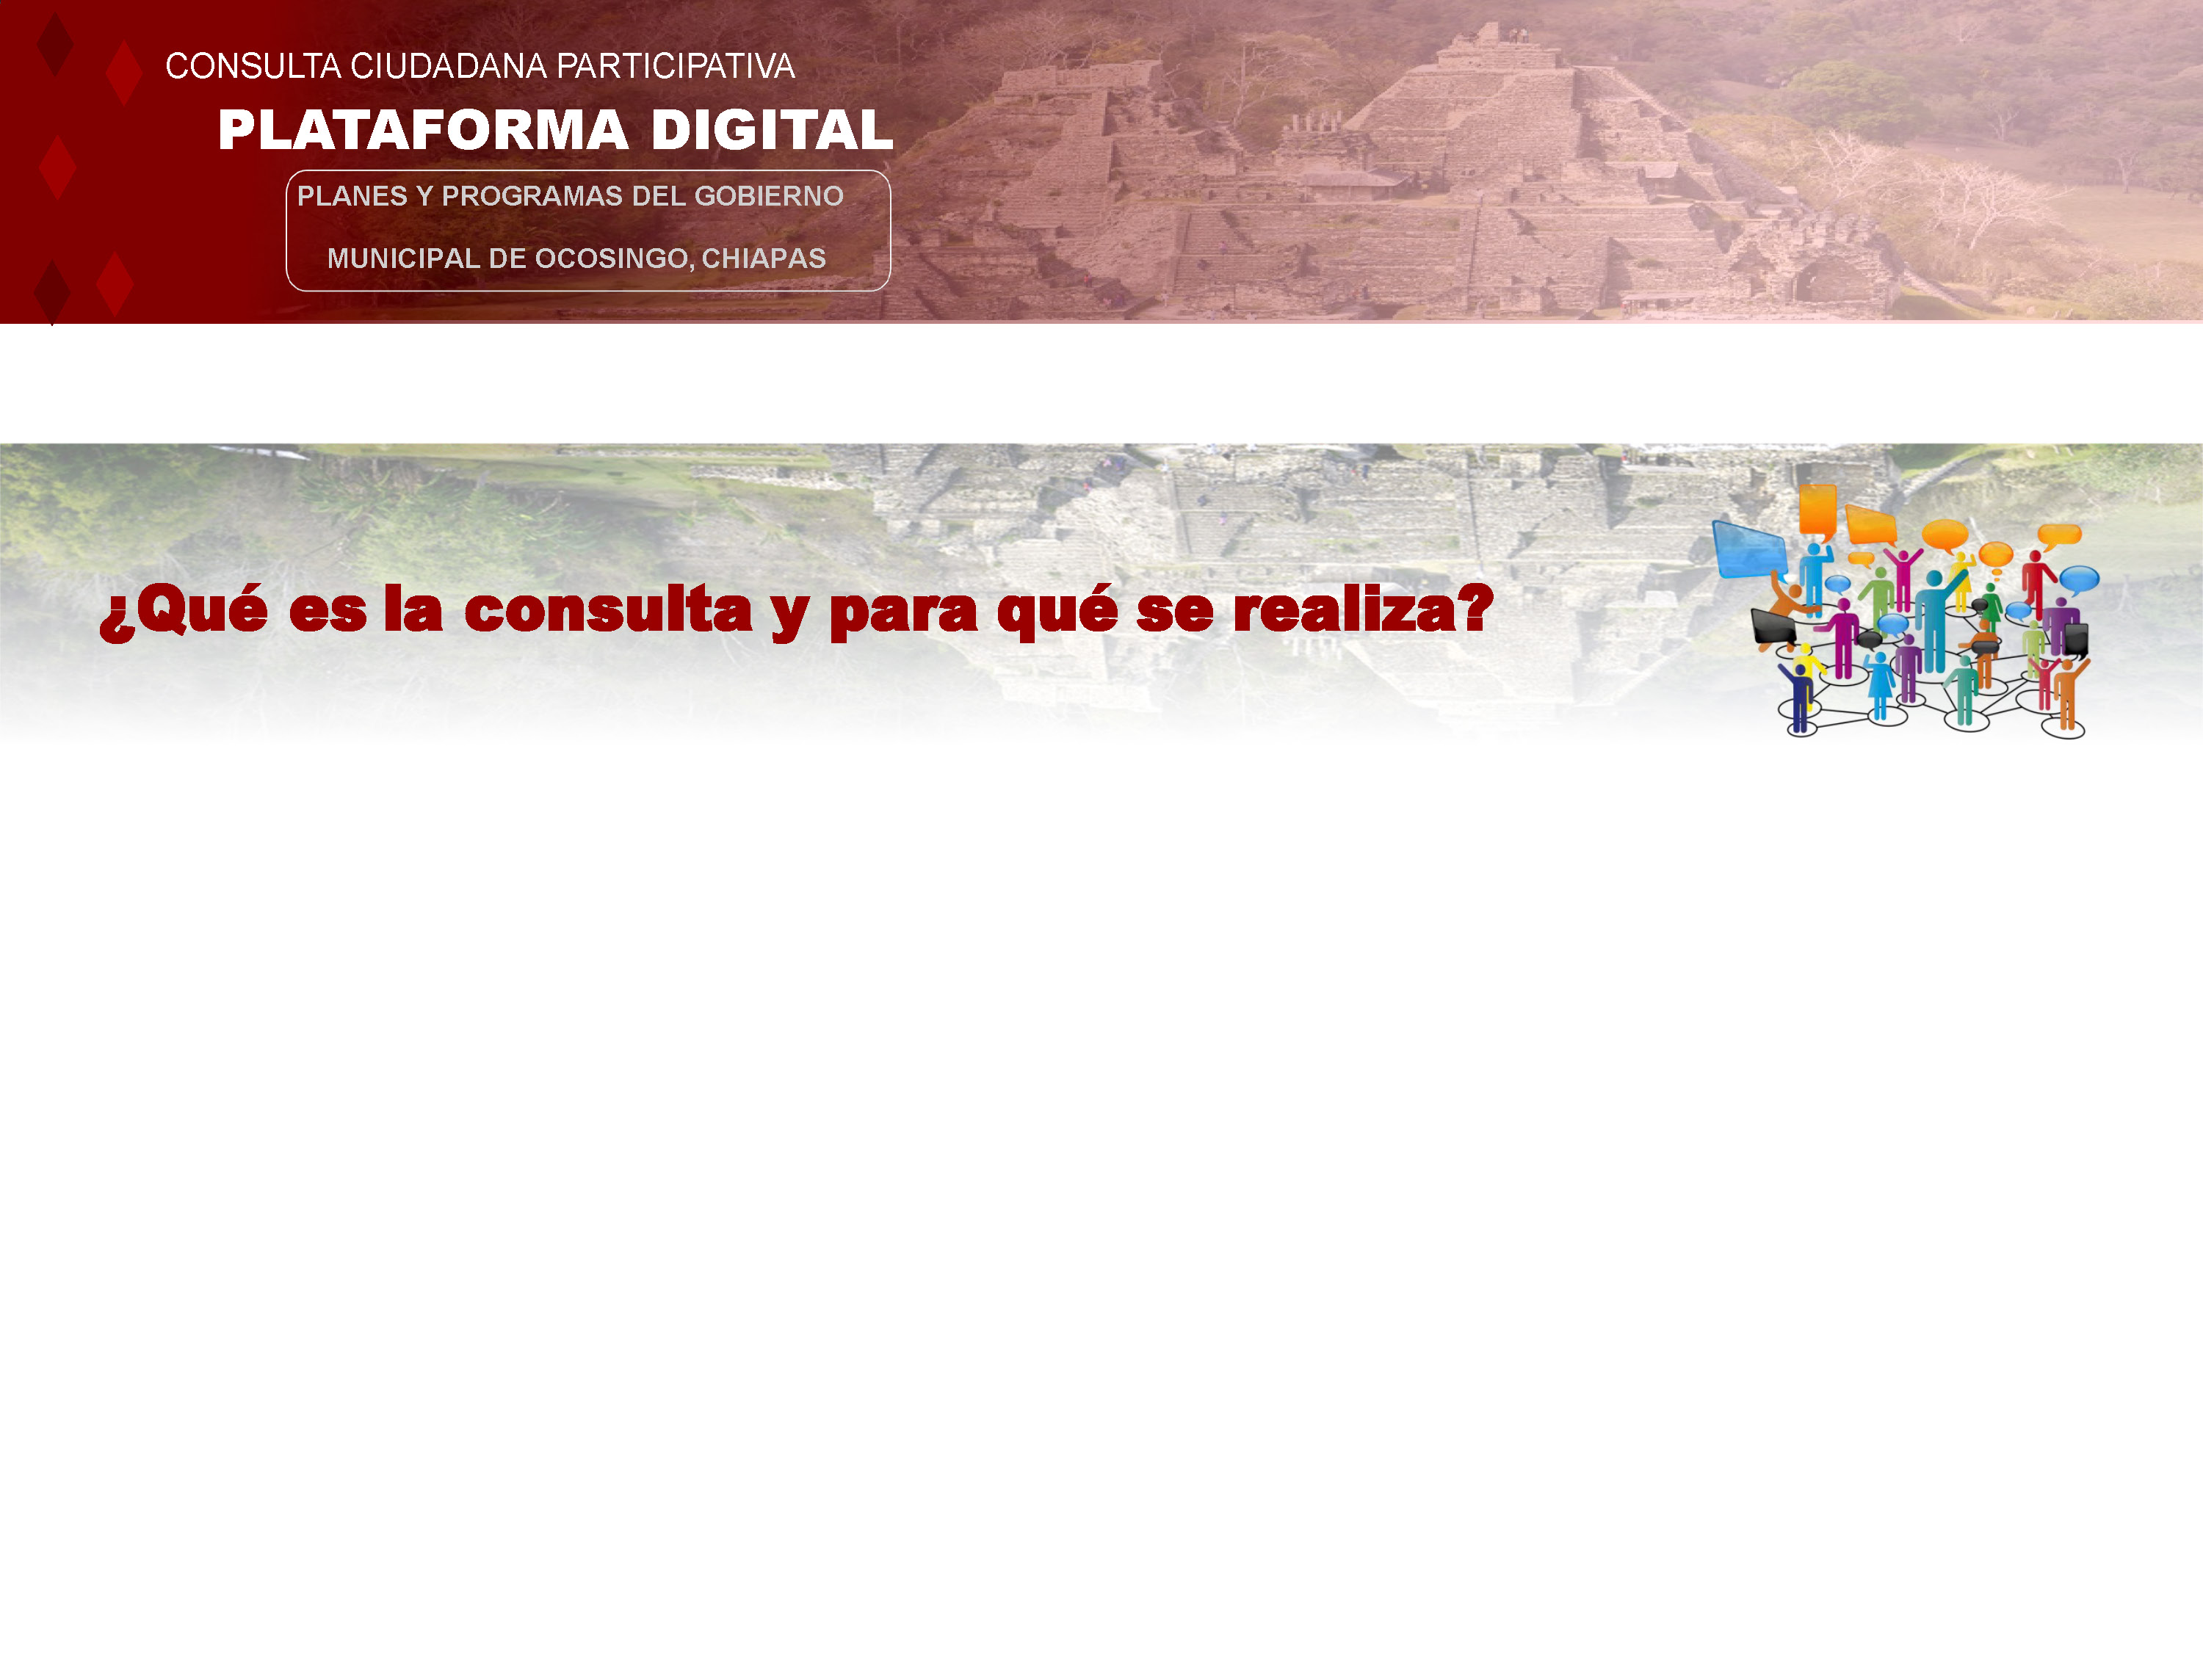 CONSULTA CIUDADANA PARTICIPATIVA
PLATAFORMA DIGITAL
PLANES Y PROGRAMAS DEL GOBIERNO
MUNICIPAL DE OCOSINGO, CHIAPAS
¿Qué es la consulta y para qué se realiza?